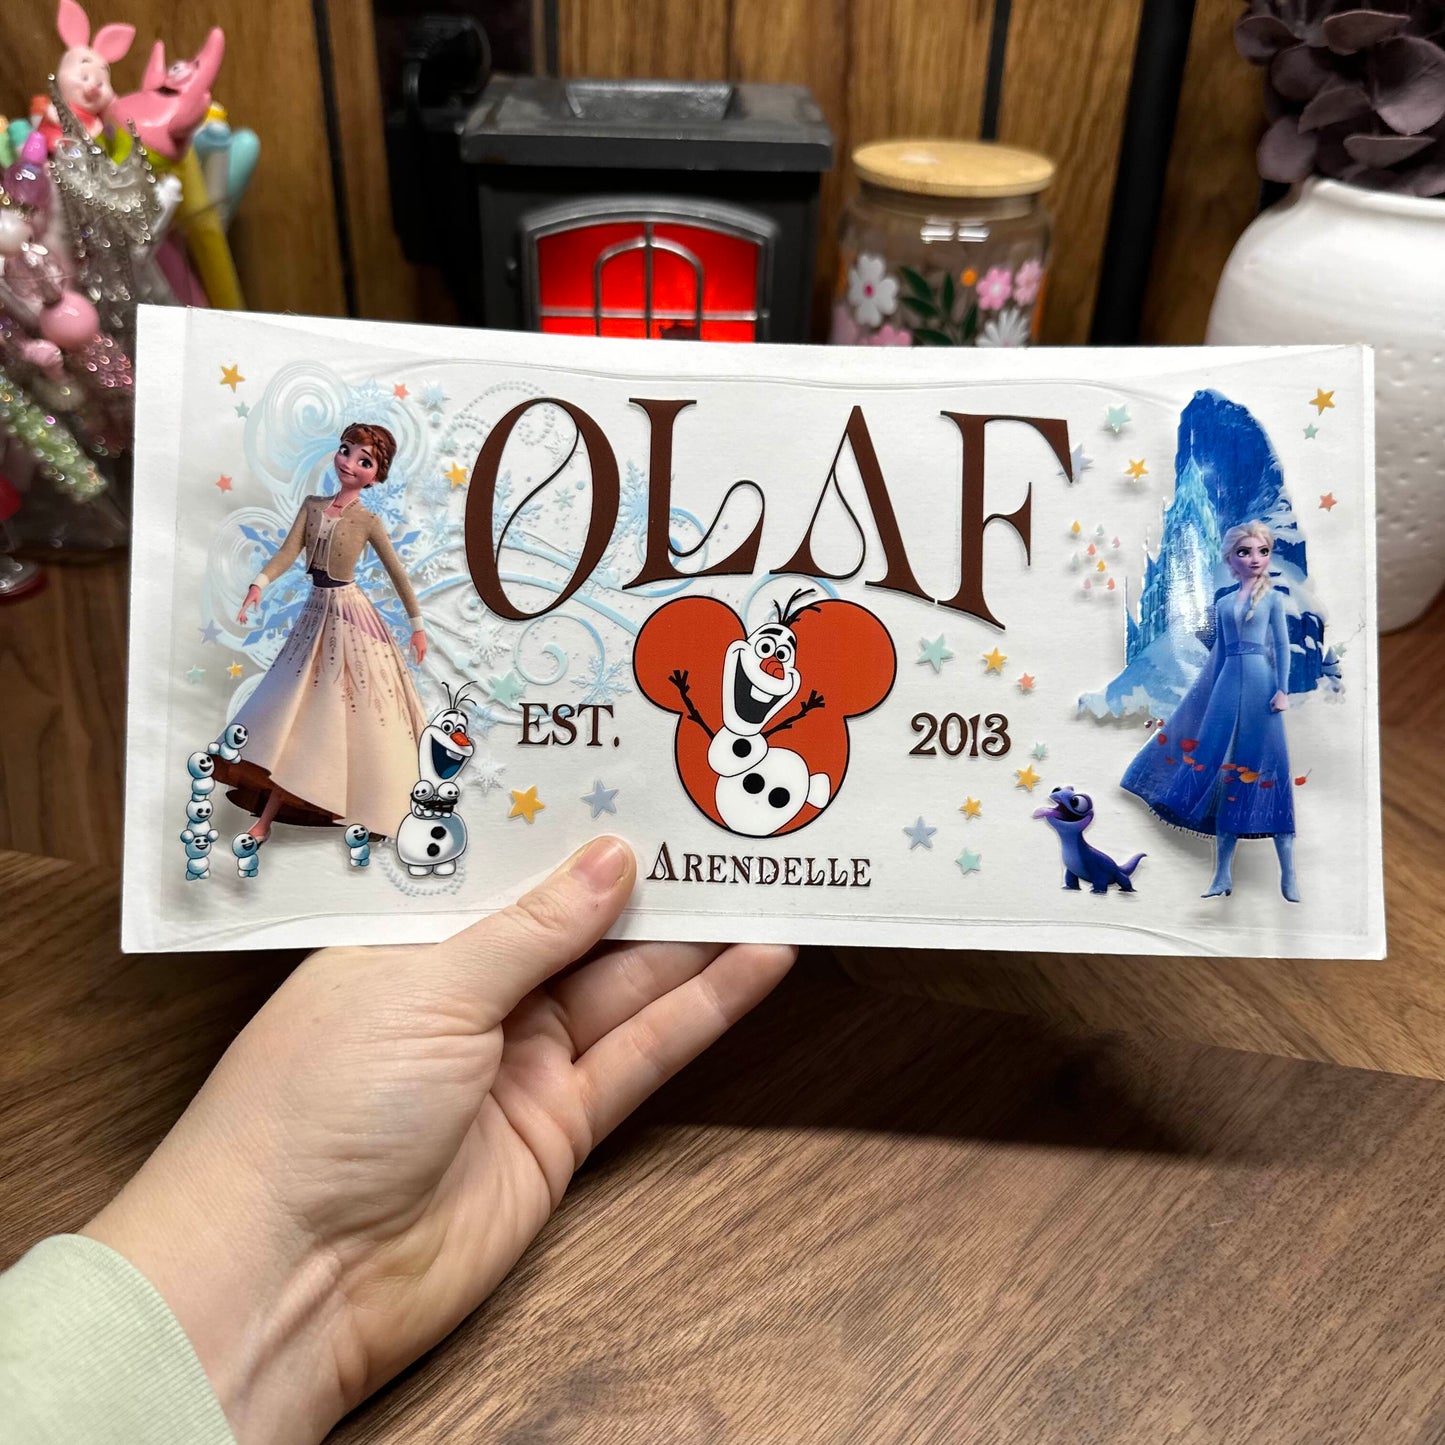 OLAF
EST. 2013
ARENDELLE